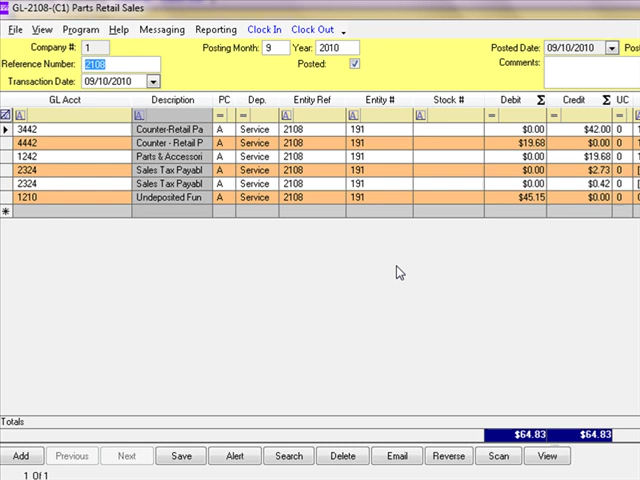 GL-2108-(C1) Parts Retail Sales
File View Program Help Messaging Reporting Clock In Clock Out
Company #: 1 Posting Month: 9 Year: 2010 Posted Date: 09/10/2010
Reference Number: 2108 Posted: Comments:
Transaction Date: 09/10/2010
GL Acct Description PC Dep. Entity Ref Entity # Stock # Debit Σ Credit Σ UC
3442 Counter-Retail Pa A Service 2108 191 $0.00 $42.00 0
4442 Counter - Retail P A Service 2108 191 $19.68 $0.00 0
1242 Parts & Accessori A Service 2108 191 $0.00 $19.68 0
2324 Sales Tax Payabl A Service 2108 191 $0.00 $2.73 0
2324 Sales Tax Payabl A Service 2108 191 $0.00 $0.42 0
1210 Undeposited Fun A Service 2108 191 $45.15 $0.00 0
Totals
$64.83 $64.83
Add Previous Next Save Alert Search Delete Email Reverse Scan View
1 Of 1